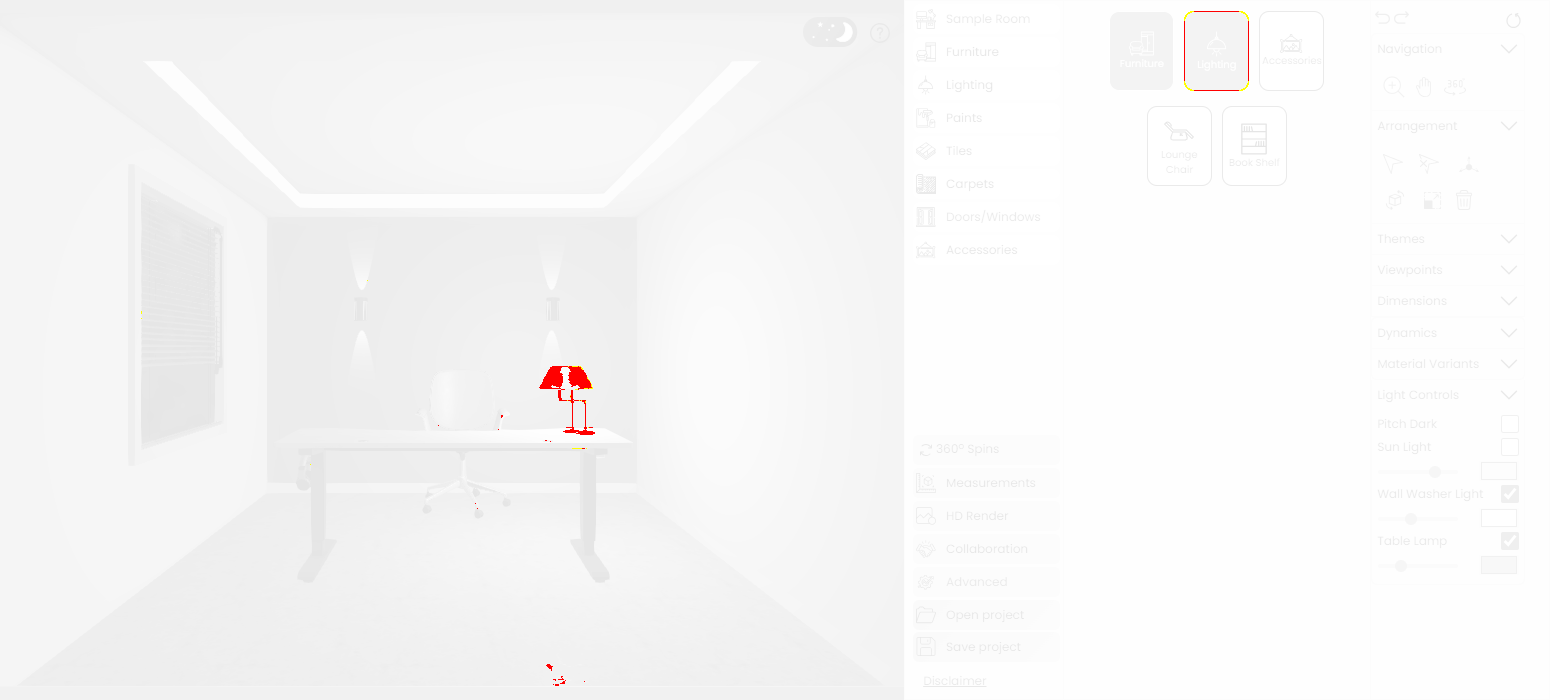 Sample Room
Furniture
Lighting
Paints
Tiles
Carpets
Doors/Windows
Accessories
360° Spins
Measurements
HD Render
Collaboration
Advanced
Open project
Save project
Disclaimer
Furniture
Lighting
Accessories
Lounge
Chair
Book Shelf
Navigation
360
Arrangement
Themes
Viewpoints
Dimensions
Dynamics
Material Variants
Light Controls
Pitch Dark
Sun Light
Wall Washer Light
Table Lamp